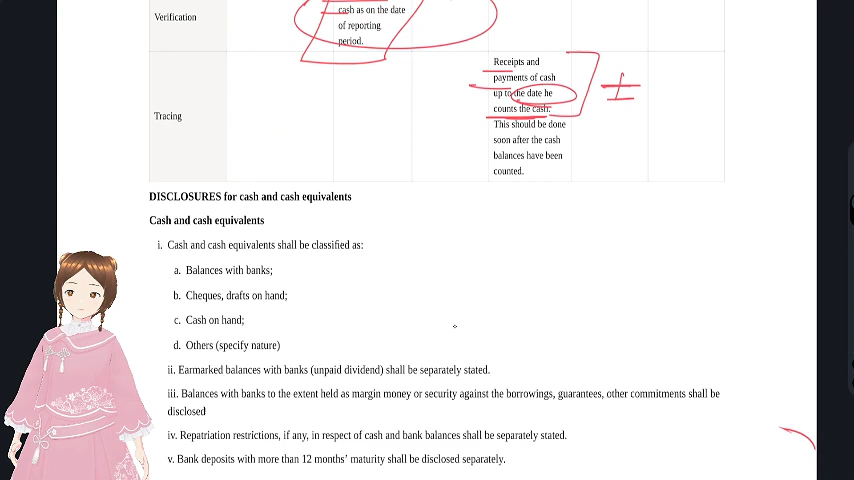 Verification
cash as on the date
of reporting
period.
Receipts and
payments of cash
up to the date he
counts the cash.
Tracing
This should be done
soon after the cash
balances have been
counted.
±
DISCLOSURES for cash and cash equivalents
Cash and cash equivalents
i. Cash and cash equivalents shall be classified as:
a. Balances with banks;
b. Cheques, drafts on hand;
c. Cash on hand;
d. Others (specify nature)
ii. Earmarked balances with banks (unpaid dividend) shall be separately stated.
iii. Balances with banks to the extent held as margin money or security against the borrowings, guarantees, other commitments shall be
disclosed
iv. Repatriation restrictions, if any, in respect of cash and bank balances shall be separately stated.
v. Bank deposits with more than 12 months’ maturity shall be disclosed separately.